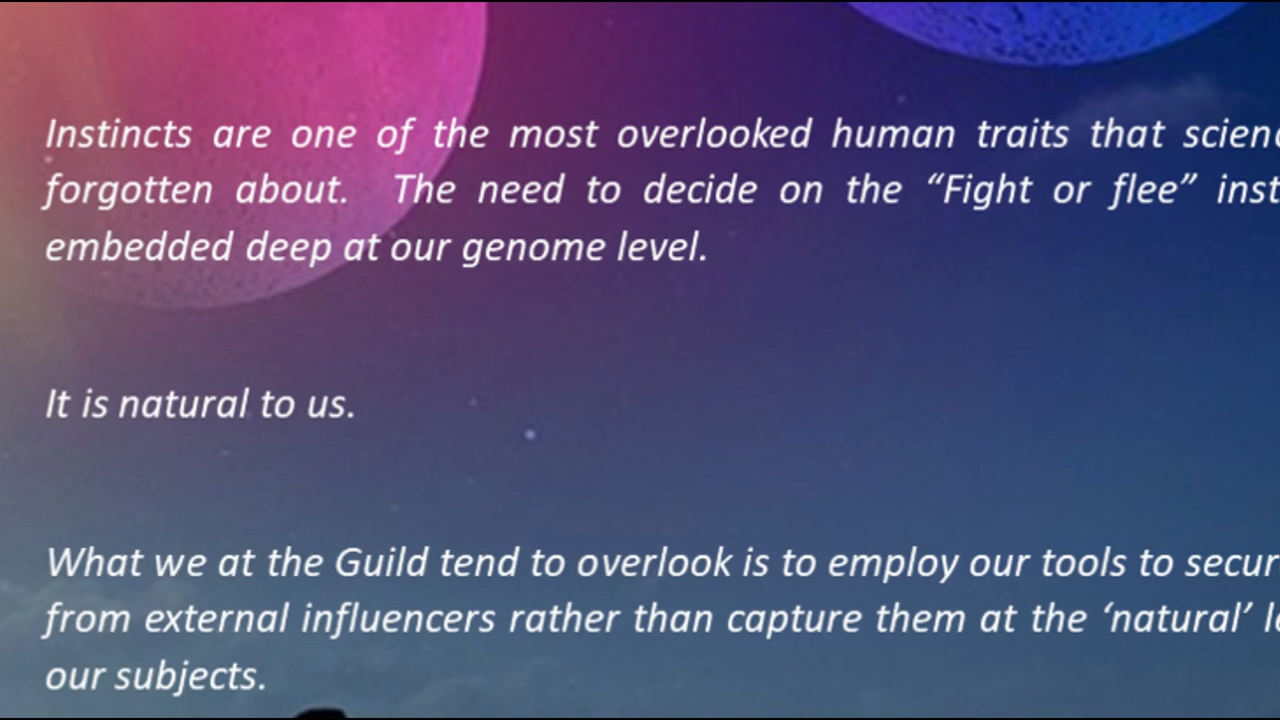 Instincts are one of the most overlooked human traits that
forgotten about. The need to decide on the “Fight or flee”
embedded deep at our genome level.
It is natural to us.
What we at the Guild tend to overlook is to employ our tools to
from external influencers rather than capture them at the ‘natural’
our subjects.